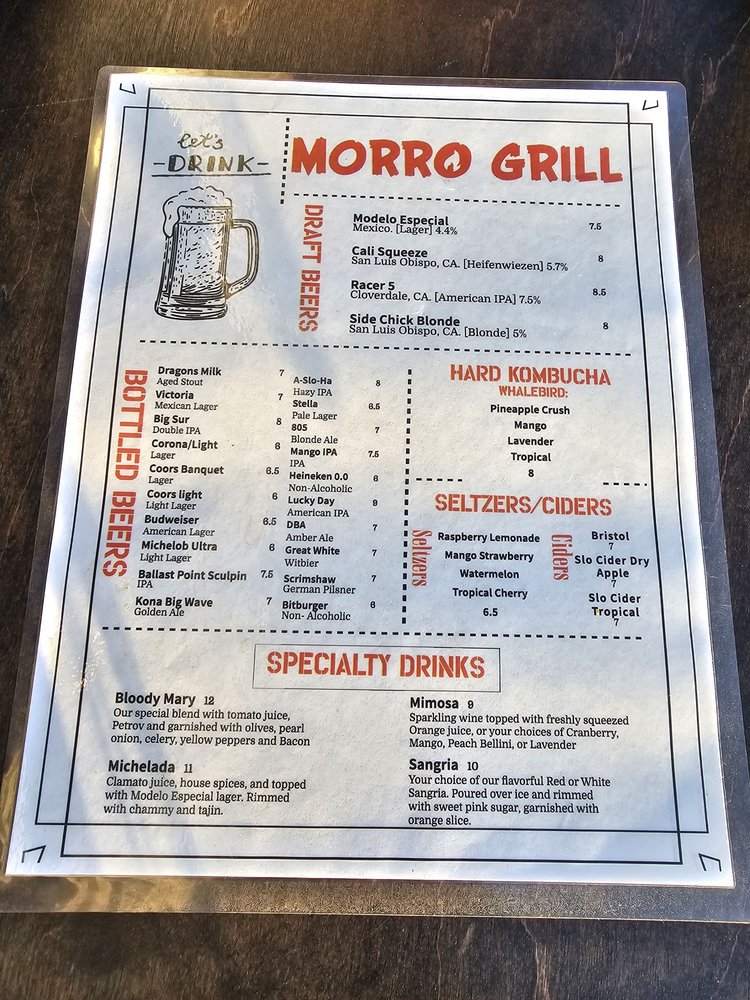 let's
-DRINK-
MORRO GRILL
DRAFT BEERS
Modelo Especial 7.5
Mexico. [Lager] 4.4%
Cali Squeeze 8
San Luis Obispo, CA. [Heifenwiezen] 5.7%
Racer 5 8.5
Cloverdale, CA. [American IPA] 7.5%
Side Chick Blonde 8
San Luis Obispo, CA. [Blonde] 5%
BOTTLED BEERS
Dragons Milk 7
Aged Stout
Victoria 7
Mexican Lager
Big Sur 8
Double IPA
Corona/Light 6
Lager
Coors Banquet 6.5
Lager
Coors light 6
Light Lager
Budweiser 6.5
American Lager
Michelob Ultra 6
Light Lager
Ballast Point Sculpin 7.5
IPA
Kona Big Wave 7
Golden Ale
A-Slo-Ha 8
Hazy IPA
Stella 6.5
Pale Lager
805 7
Blonde Ale
Mango IPA 7.5
IPA
Heineken 0.0 6
Non-Alcoholic
Lucky Day 9
American IPA
DBA 7
Amber Ale
Great White 7
Witbier
Scrimshaw 7
German Pilsner
Bitburger 6
Non- Alcoholic
HARD KOMBUCHA
WHALEBIRD:
Pineapple Crush
Mango
Lavender
Tropical
8
SELTZERS/CIDERS
Seltzers
Raspberry Lemonade
Mango Strawberry
Watermelon
Tropical Cherry
6.5
Ciders
Bristol
7
Slo Cider Dry
Apple
7
Slo Cider
Tropical
7
SPECIALTY DRINKS
Bloody Mary 12
Our special blend with tomato juice,
Petrov and garnished with olives, pearl
onion, celery, yellow peppers and Bacon
Michelada 11
Clamato juice, house spices, and topped
with Modelo Especial lager. Rimmed
with chammy and tajin.
Mimosa 9
Sparkling wine topped with freshly squeezed
Orange juice, or your choices of Cranberry,
Mango, Peach Bellini, or Lavender
Sangria 10
Your choice of our flavorful Red or White
Sangria. Poured over ice and rimmed
with sweet pink sugar, garnished with
orange slice.